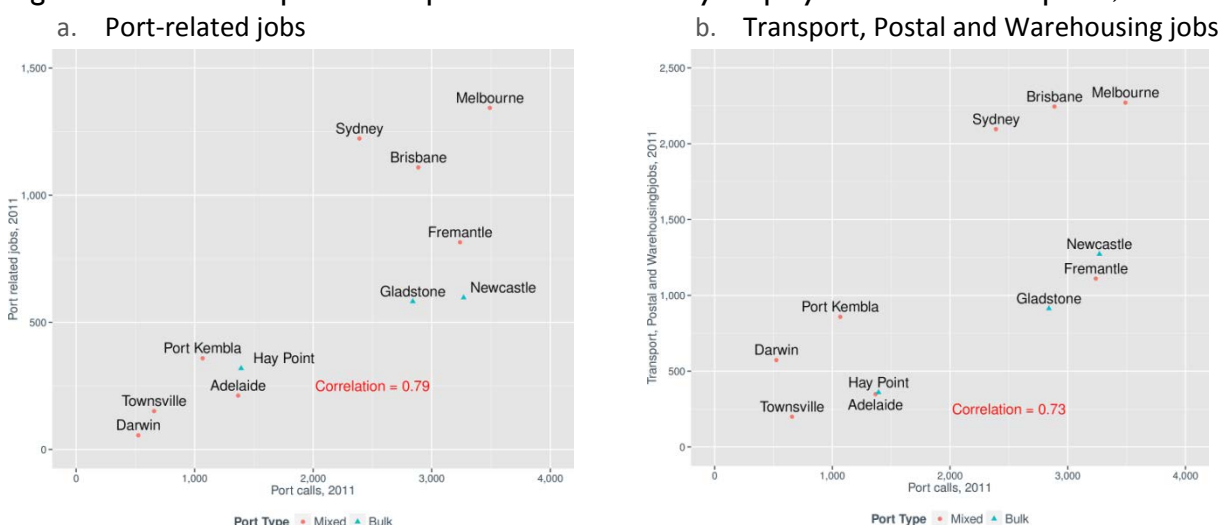 a. Port-related jobs
1,500
1,000
500
0
Port related jobs, 2011
Melbourne
Sydney
Brisbane
Fremantle
Gladstone
Newcastle
Port Kembla
Hay Point
Adelaide
Townsville
Darwin
Correlation = 0.79
0 1,000 2,000 3,000 4,000
Port calls, 2011
Port Type Mixed Bulk
b. Transport, Postal and Warehousing jobs
2,500
2,000
1,500
1,000
500
0
Transport, Postal and Warehousingbjobs, 2011
Brisbane
Melbourne
Sydney
Newcastle
Fremantle
Gladstone
Port Kembla
Darwin
Hay Point
Adelaide
Townsville
Correlation = 0.73
0 1,000 2,000 3,000 4,000
Port calls, 2011
Port Type Mixed Bulk